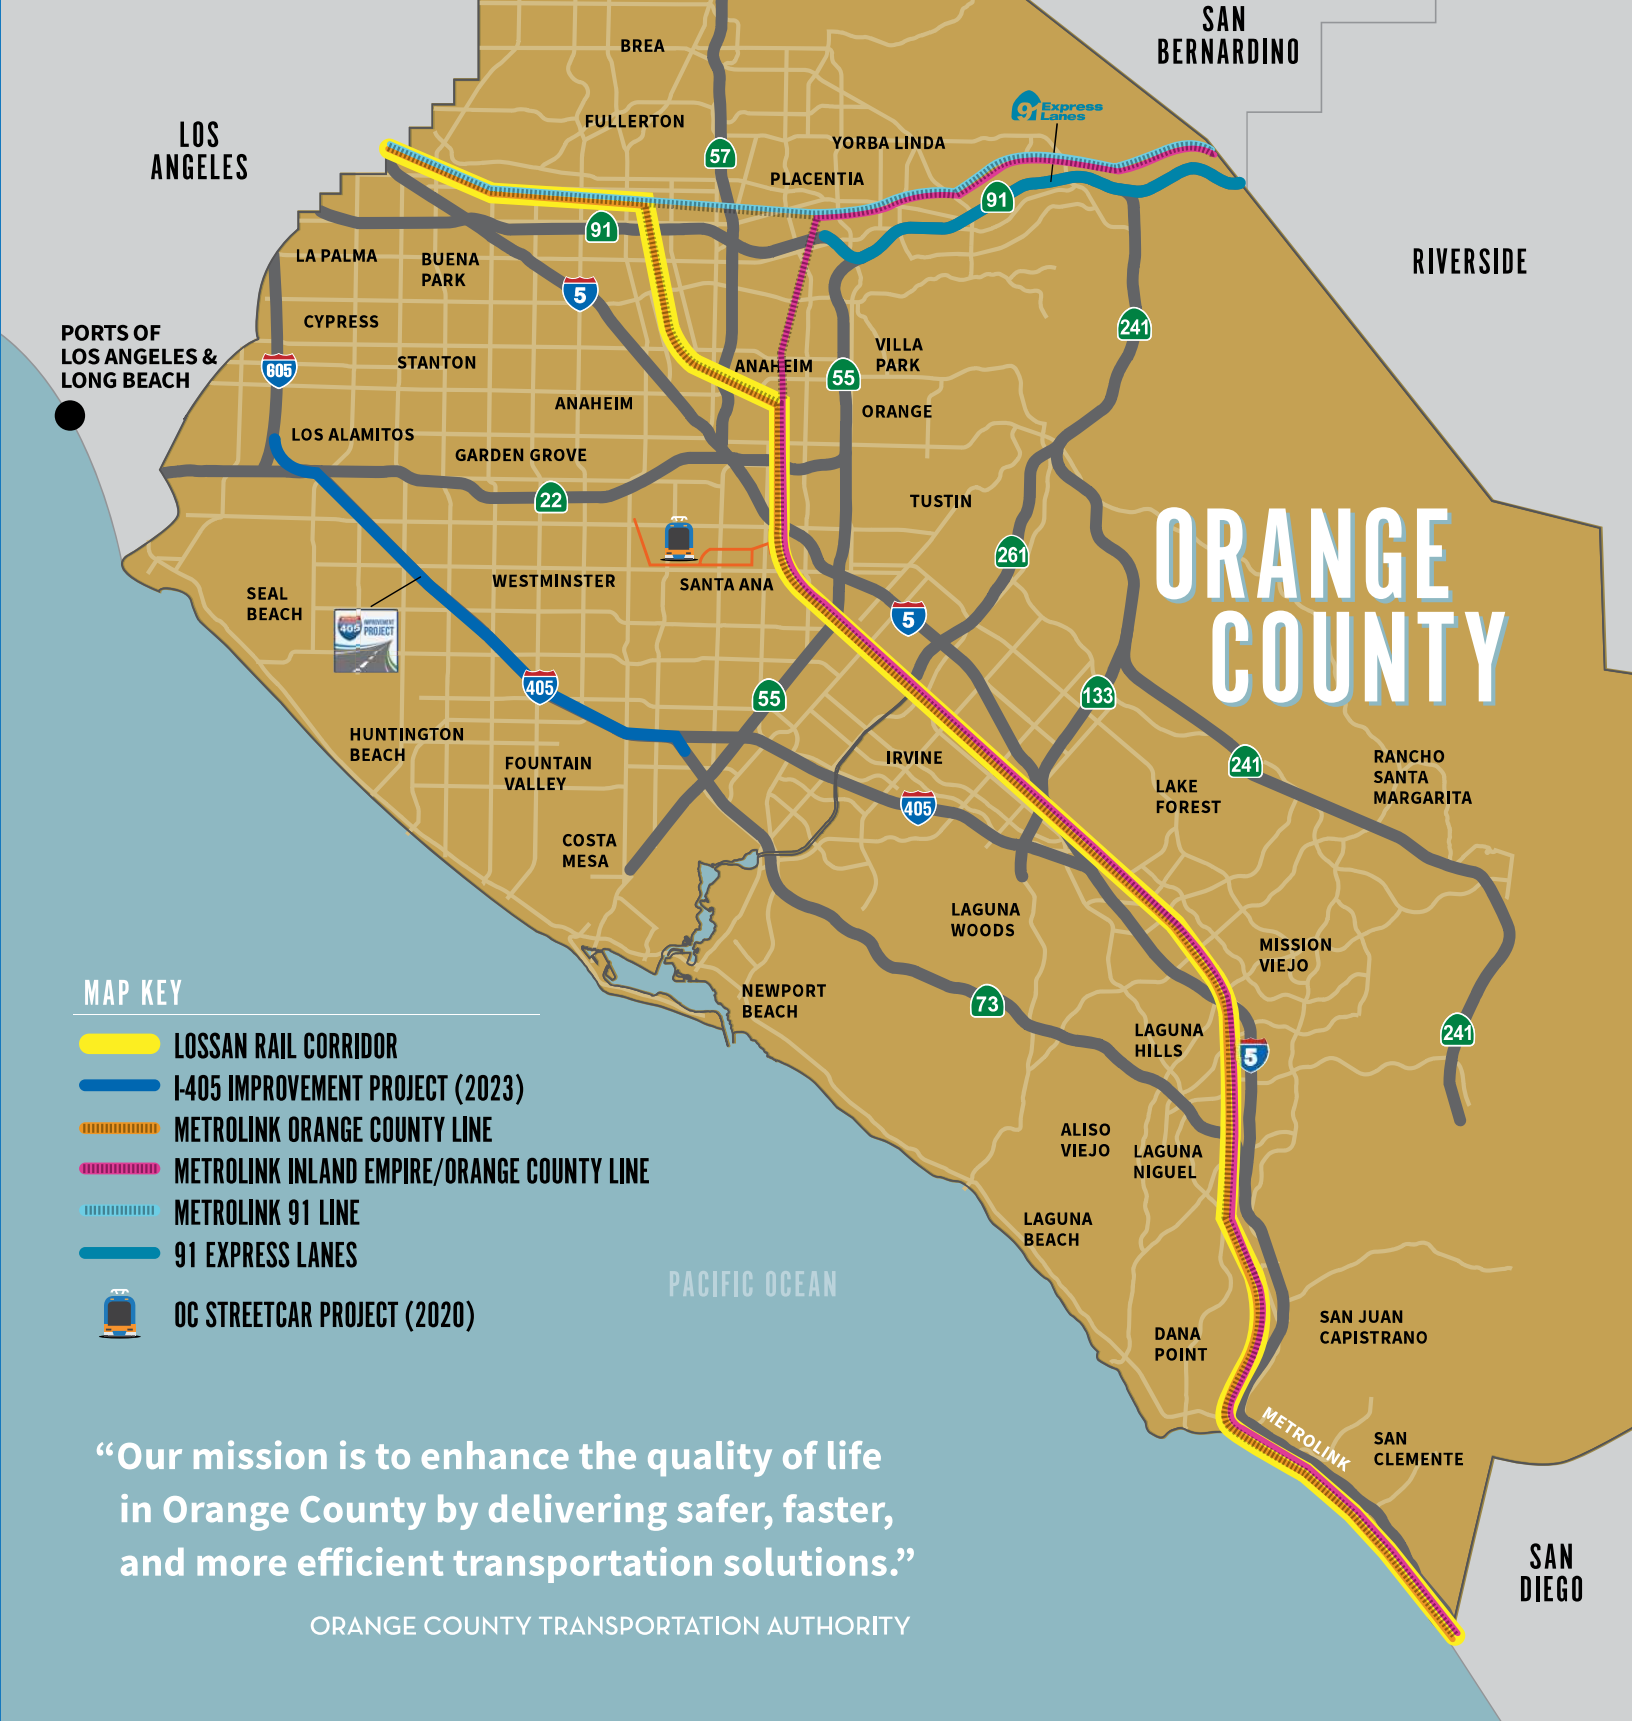 SAN
BERNARDINO
BREA
91 Express
Lanes
FULLERTON
LOS
ANGELES
YORBA LINDA
57
PLACENTIA
91
91
LA PALMA
BUENA
PARK
RIVERSIDE
5
CYPRESS
241
PORTS OF
LOS ANGELES &
LONG BEACH
STANTON
VILLA
PARK
ANAHEIM
605
55
ANAHEIM
ORANGE
LOS ALAMITOS
GARDEN GROVE
22
TUSTIN
ORANGE
COUNTY
261
WESTMINSTER
SANTA ANA
SEAL
BEACH
5
405
IMPROVEMENT
PROJECT
405
55
133
HUNTINGTON
BEACH
FOUNTAIN
VALLEY
IRVINE
241
RANCHO
SANTA
MARGARITA
LAKE
FOREST
405
COSTA
MESA
LAGUNA
WOODS
MISSION
VIEJO
NEWPORT
BEACH
73
LAGUNA
HILLS
5
241
ALISO
VIEJO
LAGUNA
NIGUEL
LAGUNA
BEACH
MAP KEY
LOSSAN RAIL CORRIDOR
I-405 IMPROVEMENT PROJECT (2023)
METROLINK ORANGE COUNTY LINE
METROLINK INLAND EMPIRE/ORANGE COUNTY LINE
METROLINK 91 LINE
91 EXPRESS LANES
OC STREETCAR PROJECT (2020)
PACIFIC OCEAN
SAN JUAN
CAPISTRANO
DANA
POINT
METROLINK
SAN
CLEMENTE
SAN
DIEGO
“Our mission is to enhance the quality of life
in Orange County by delivering safer, faster,
and more efficient transportation solutions.”
ORANGE COUNTY TRANSPORTATION AUTHORITY